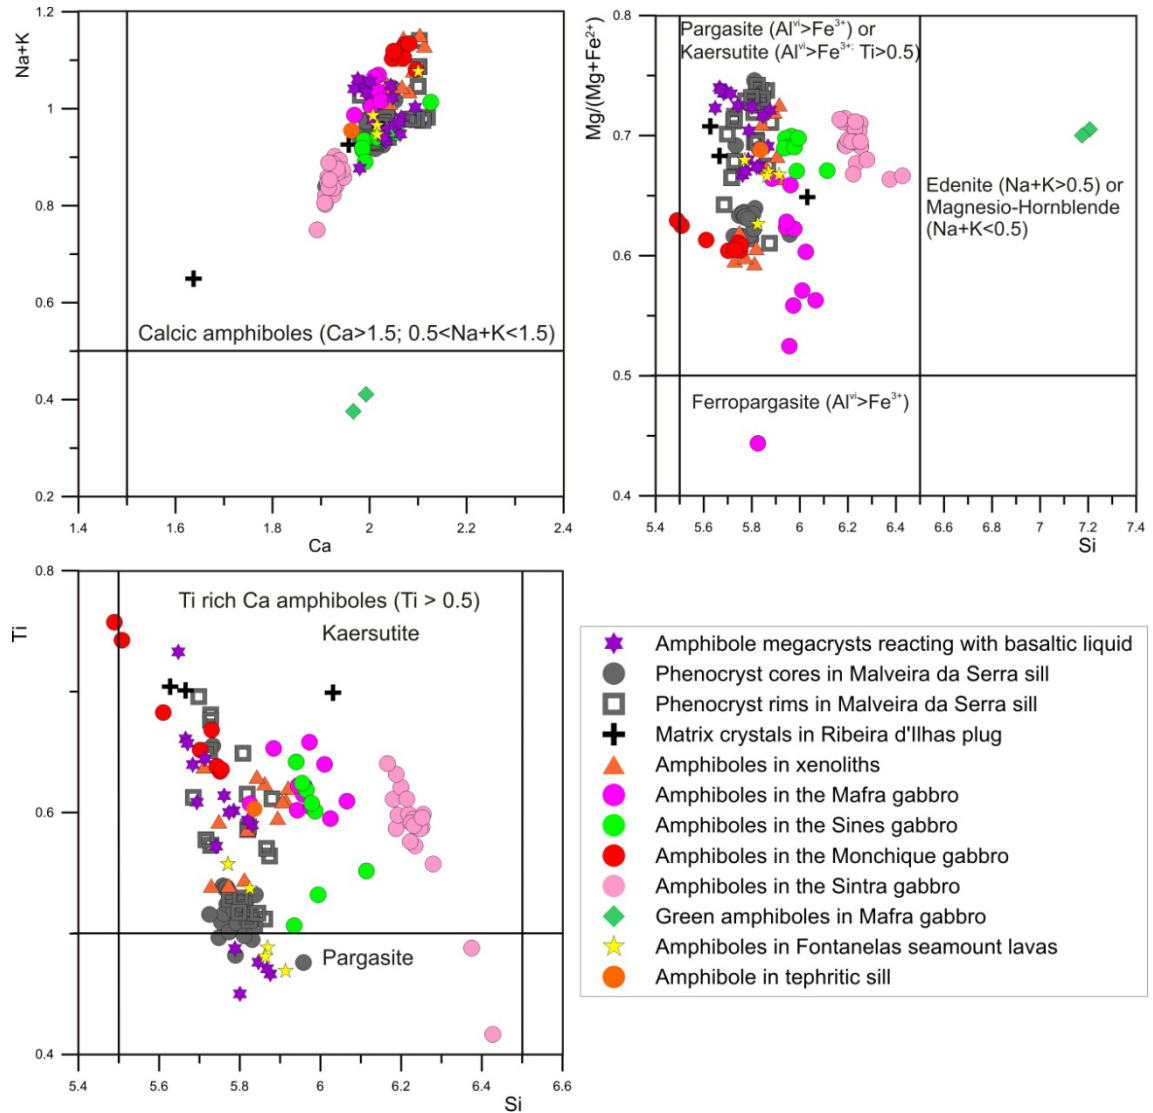 Na+K
1.2
1
0.8
0.6
0.4
0.2
Calcic amphiboles (Ca>1.5; 0.5<Na+K<1.5)
1.4
1.6
1.8
2
2.2
2.4
Ca
Mg/(Mg+Fe²⁺)
0.8
0.7
0.6
0.5
0.4
Pargasite (Alᵛⁱ>Fe³⁺) or
Kaersutite (Alᵛⁱ>Fe³⁺; Ti>0.5)
Edenite (Na+K>0.5) or
Magnesio-Hornblende
(Na+K<0.5)
Ferropargasite (Alᵛⁱ>Fe³⁺)
5.4
5.6
5.8
6
6.2
6.4
6.6
6.8
7
7.2
7.4
Si
Ti
0.8
0.6
0.4
Ti rich Ca amphiboles (Ti > 0.5)
Kaersutite
Pargasite
5.4
5.6
5.8
6
6.2
6.4
6.6
Si
Amphibole megacrysts reacting with basaltic liquid
Phenocryst cores in Malveira da Serra sill
Phenocryst rims in Malveira da Serra sill
Matrix crystals in Ribeira d'Ilhas plug
Amphiboles in xenoliths
Amphiboles in the Mafra gabbro
Amphiboles in the Sines gabbro
Amphiboles in the Monchique gabbro
Amphiboles in the Sintra gabbro
Green amphiboles in Mafra gabbro
Amphiboles in Fontanelas seamount lavas
Amphibole in tephritic sill